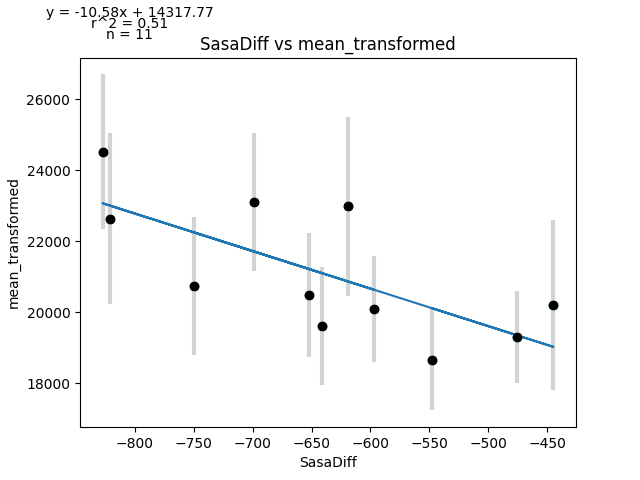 y = -10.58x + 14317.77
r^2 = 0.51
n = 11
SasaDiff vs mean_transformed
26000
24000
22000
20000
18000
mean_transformed
−800 −750 −700 −650 −600 −550 −500 −450
SasaDiff